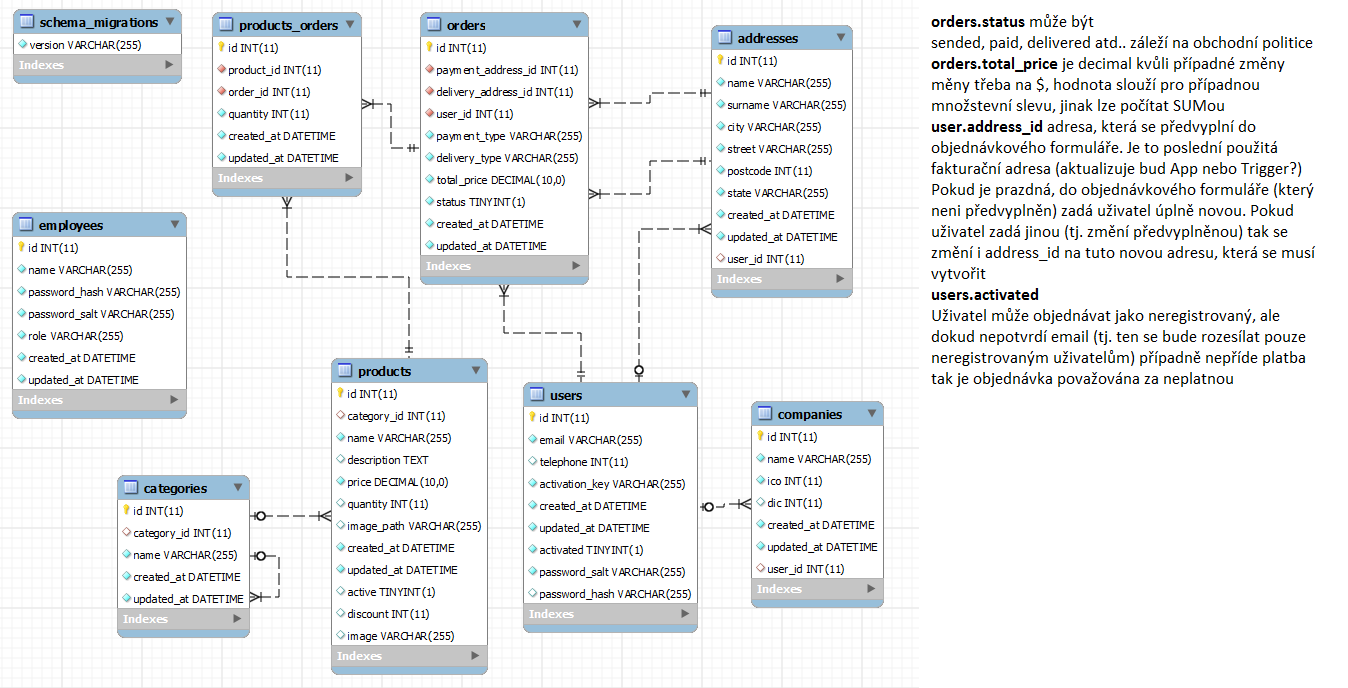 schema_migrations
version VARCHAR(255)
Indexes
products_orders
id INT(11)
product_id INT(11)
order_id INT(11)
quantity INT(11)
created_at DATETIME
updated_at DATETIME
Indexes
orders
id INT(11)
payment_address_id INT(11)
delivery_address_id INT(11)
user_id INT(11)
payment_type VARCHAR(255)
delivery_type VARCHAR(255)
total_price DECIMAL(10,0)
status TINYINT(1)
created_at DATETIME
updated_at DATETIME
Indexes
addresses
id INT(11)
name VARCHAR(255)
surname VARCHAR(255)
city VARCHAR(255)
street VARCHAR(255)
postcode INT(11)
state VARCHAR(255)
created_at DATETIME
updated_at DATETIME
user_id INT(11)
Indexes
employees
id INT(11)
name VARCHAR(255)
password_hash VARCHAR(255)
password_salt VARCHAR(255)
role VARCHAR(255)
created_at DATETIME
updated_at DATETIME
Indexes
products
id INT(11)
category_id INT(11)
name VARCHAR(255)
description TEXT
price DECIMAL(10,0)
quantity INT(11)
image_path VARCHAR(255)
created_at DATETIME
updated_at DATETIME
active TINYINT(1)
discount INT(11)
image VARCHAR(255)
Indexes
users
id INT(11)
email VARCHAR(255)
telephone INT(11)
activation_key VARCHAR(255)
created_at DATETIME
updated_at DATETIME
activated TINYINT(1)
password_salt VARCHAR(255)
password_hash VARCHAR(255)
Indexes
companies
id INT(11)
name VARCHAR(255)
ico INT(11)
dic INT(11)
created_at DATETIME
updated_at DATETIME
user_id INT(11)
Indexes
categories
id INT(11)
category_id INT(11)
name VARCHAR(255)
created_at DATETIME
updated_at DATETIME
Indexes
orders.status může být
sended, paid, delivered atd.. záleží na obchodní politice
orders.total_price je decimal kvůli případné změny
měny třeba na $, hodnota slouží pro případnou
množstevní slevu, jinak lze počítat SUMou
user.address_id adresa, která se předvyplní do
objednávkového formuláře. Je to poslední použitá
fakturační adresa (aktualizuje bud App nebo Trigger?)
Pokud je prazdná, do objednávkového formuláře (který
neni předvyplněn) zadá uživatel úplně novou. Pokud
uživatel zadá jinou (tj. změní předvyplněnou) tak se
změní i address_id na tuto novou adresu, která se musí
vytvořit
users.activated
Uživatel může objednávat jako neregistrovaný, ale
dokud nepotvrdí email (tj. ten se bude rozesílat pouze
neregistrovaným uživatelům) případně nepříde platba
tak je objednávka považována za neplatnou